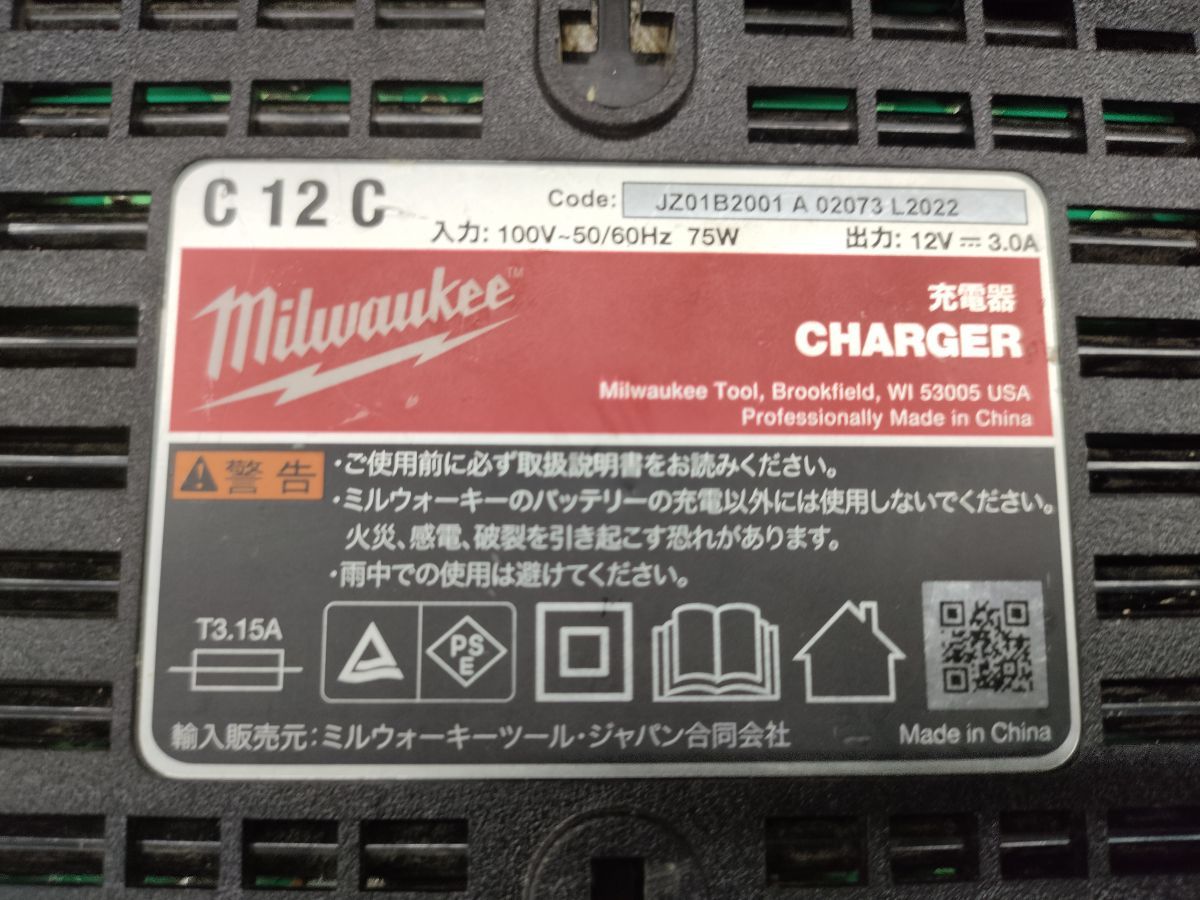 C 12 C
Code: JZ01B2001 A 02073 L2022
入力: 100V~50/60Hz 75W 出力: 12V⎓3.0A
Milwaukee™
充電器
CHARGER
Milwaukee Tool, Brookfield, WI 53005 USA
Professionally Made in China
⚠警告
・ご使用前に必ず取扱説明書をお読みください。
・ミルウォーキーのバッテリーの充電以外には使用しないでください。
火災、感電、破裂を引き起こす恐れがあります。
・雨中での使用は避けてください。
T3.15A
PS
E
輸入販売元:ミルウォーキーツール・ジャパン合同会社
Made in China